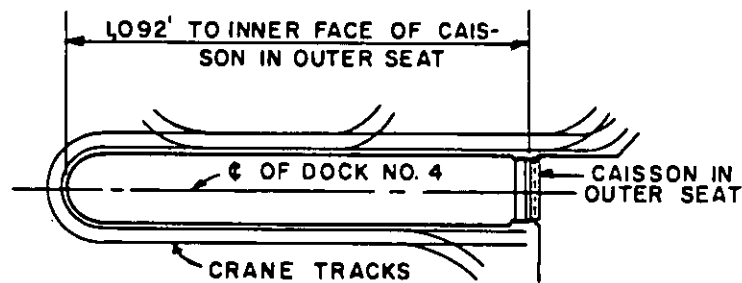 1,092' TO INNER FACE OF CAIS-
SON IN OUTER SEAT
℄ OF DOCK NO. 4
CAISSON IN
OUTER SEAT
CRANE TRACKS